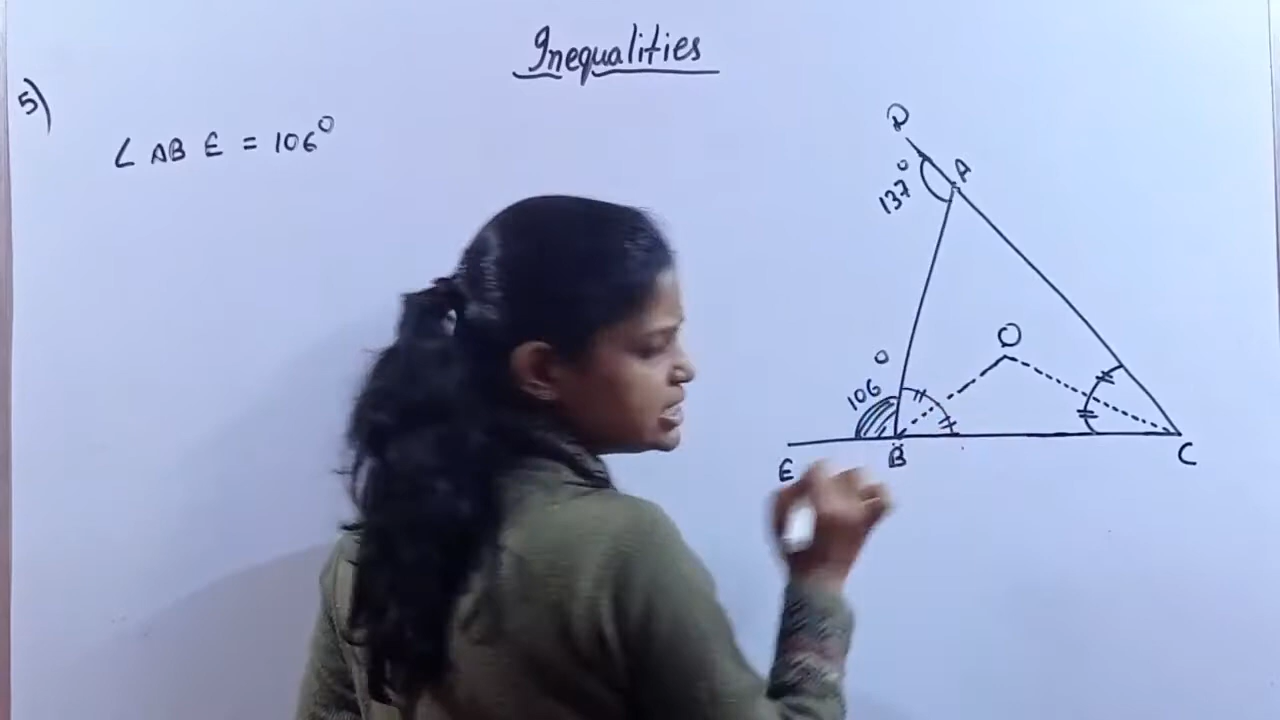 Inequalities
5)
∠ABE = 106°
D
A
137°
O
106°
E
B
C